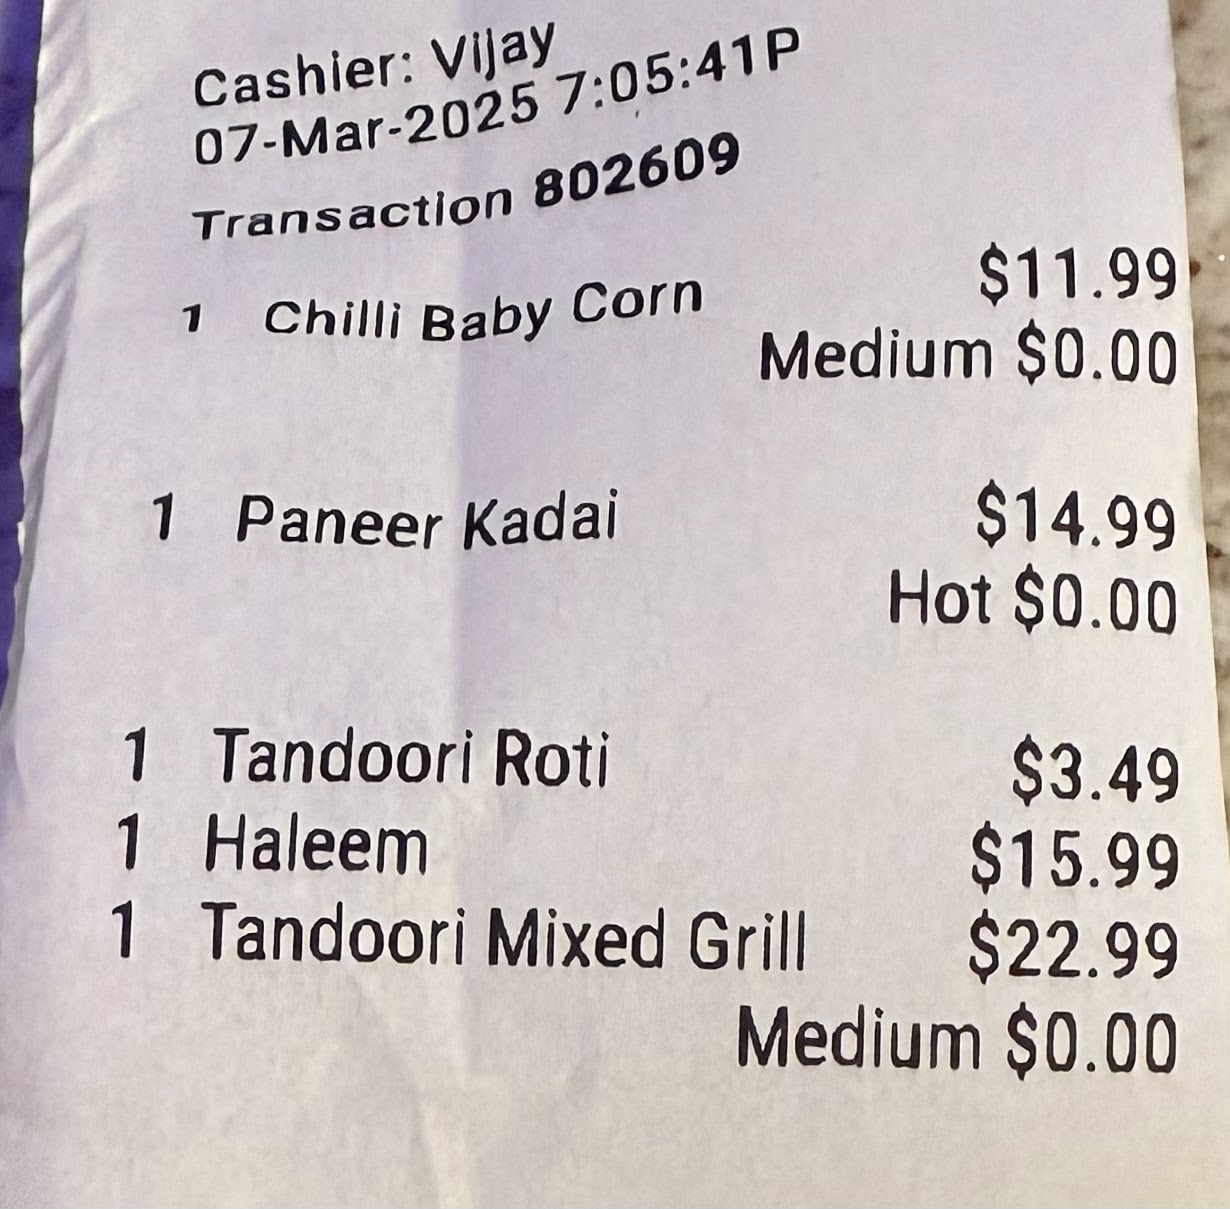 Cashier: Vijay
07-Mar-2025 7:05:41P
Transaction 802609
1 Chilli Baby Corn $11.99
Medium $0.00
1 Paneer Kadai $14.99
Hot $0.00
1 Tandoori Roti $3.49
1 Haleem $15.99
1 Tandoori Mixed Grill $22.99
Medium $0.00